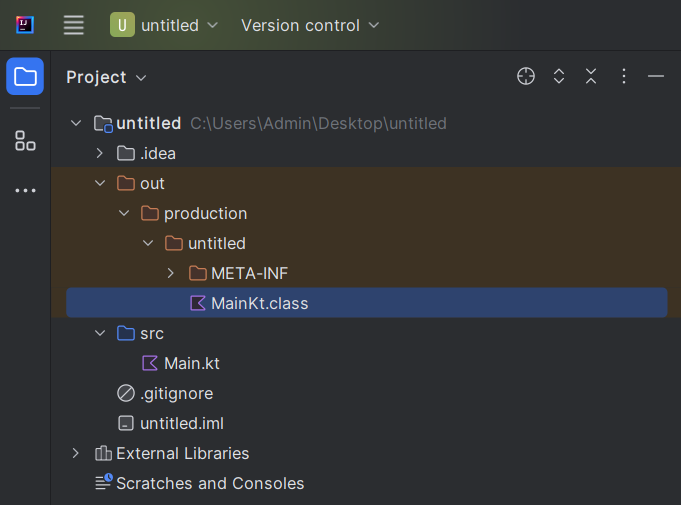 U untitled Version control
Project
untitled C:\Users\Admin\Desktop\untitled
.idea
out
production
untitled
META-INF
MainKt.class
src
Main.kt
.gitignore
untitled.iml
External Libraries
Scratches and Consoles